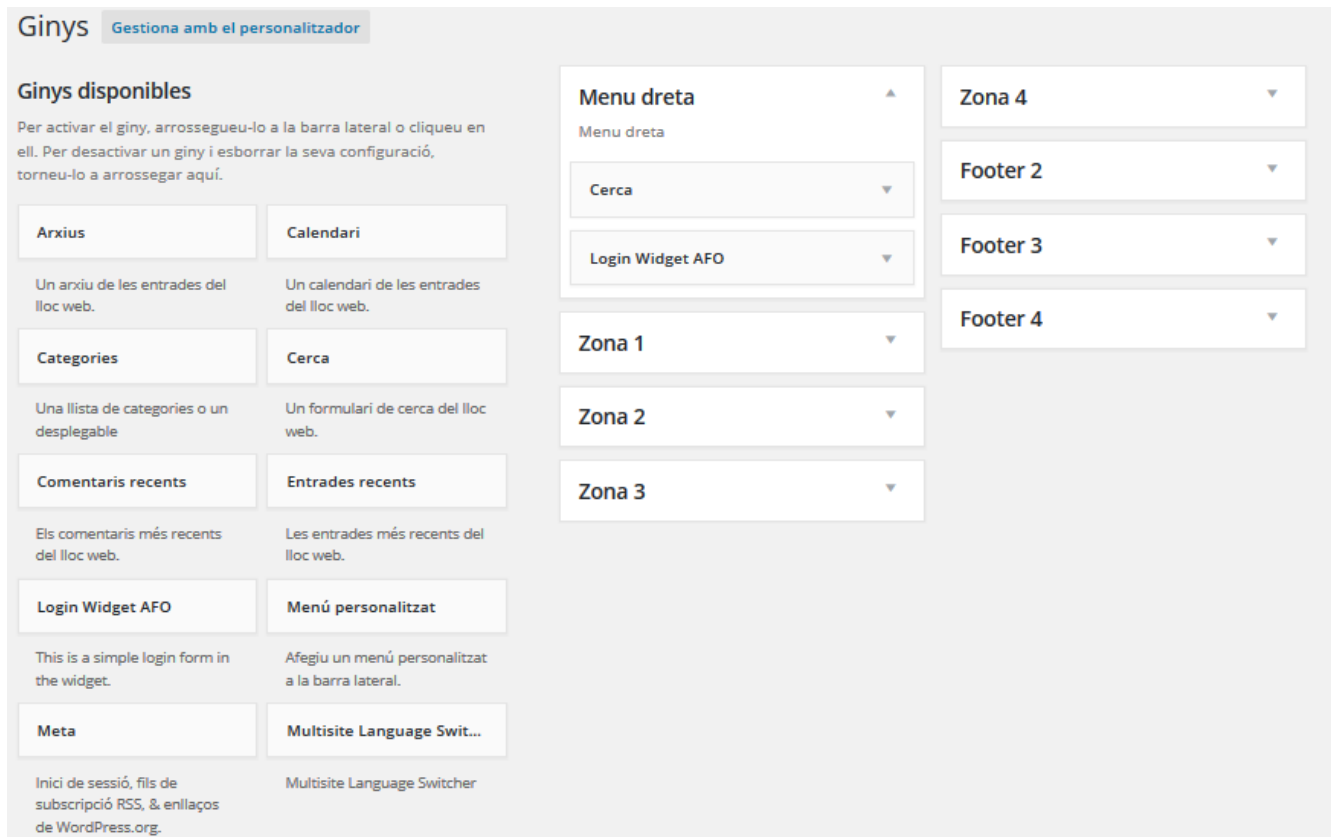 Ginys
Gestiona amb el personalitzador
Ginys disponibles
Per activar el giny, arrossegueu-lo a la barra lateral o cliqueu en
ell. Per desactivar un giny i esborrar la seva configuració,
torneu-lo a arrossegar aquí.
Arxius
Un arxiu de les entrades del
lloc web.
Calendari
Un calendari de les entrades
del lloc web.
Categories
Una llista de categories o un
desplegable
Cerca
Un formulari de cerca del lloc
web.
Comentaris recents
Els comentaris més recents
del lloc web.
Entrades recents
Les entrades més recents del
lloc web.
Login Widget AFO
This is a simple login form in
the widget.
Menú personalitzat
Afegiu un menú personalitzat
a la barra lateral.
Meta
Inici de sessió, fils de
subscripció RSS, & enllaços
de WordPress.org.
Multisite Language Swit...
Multisite Language Switcher
Menu dreta
Menu dreta
Cerca
Login Widget AFO
Zona 1
Zona 2
Zona 3
Zona 4
Footer 2
Footer 3
Footer 4